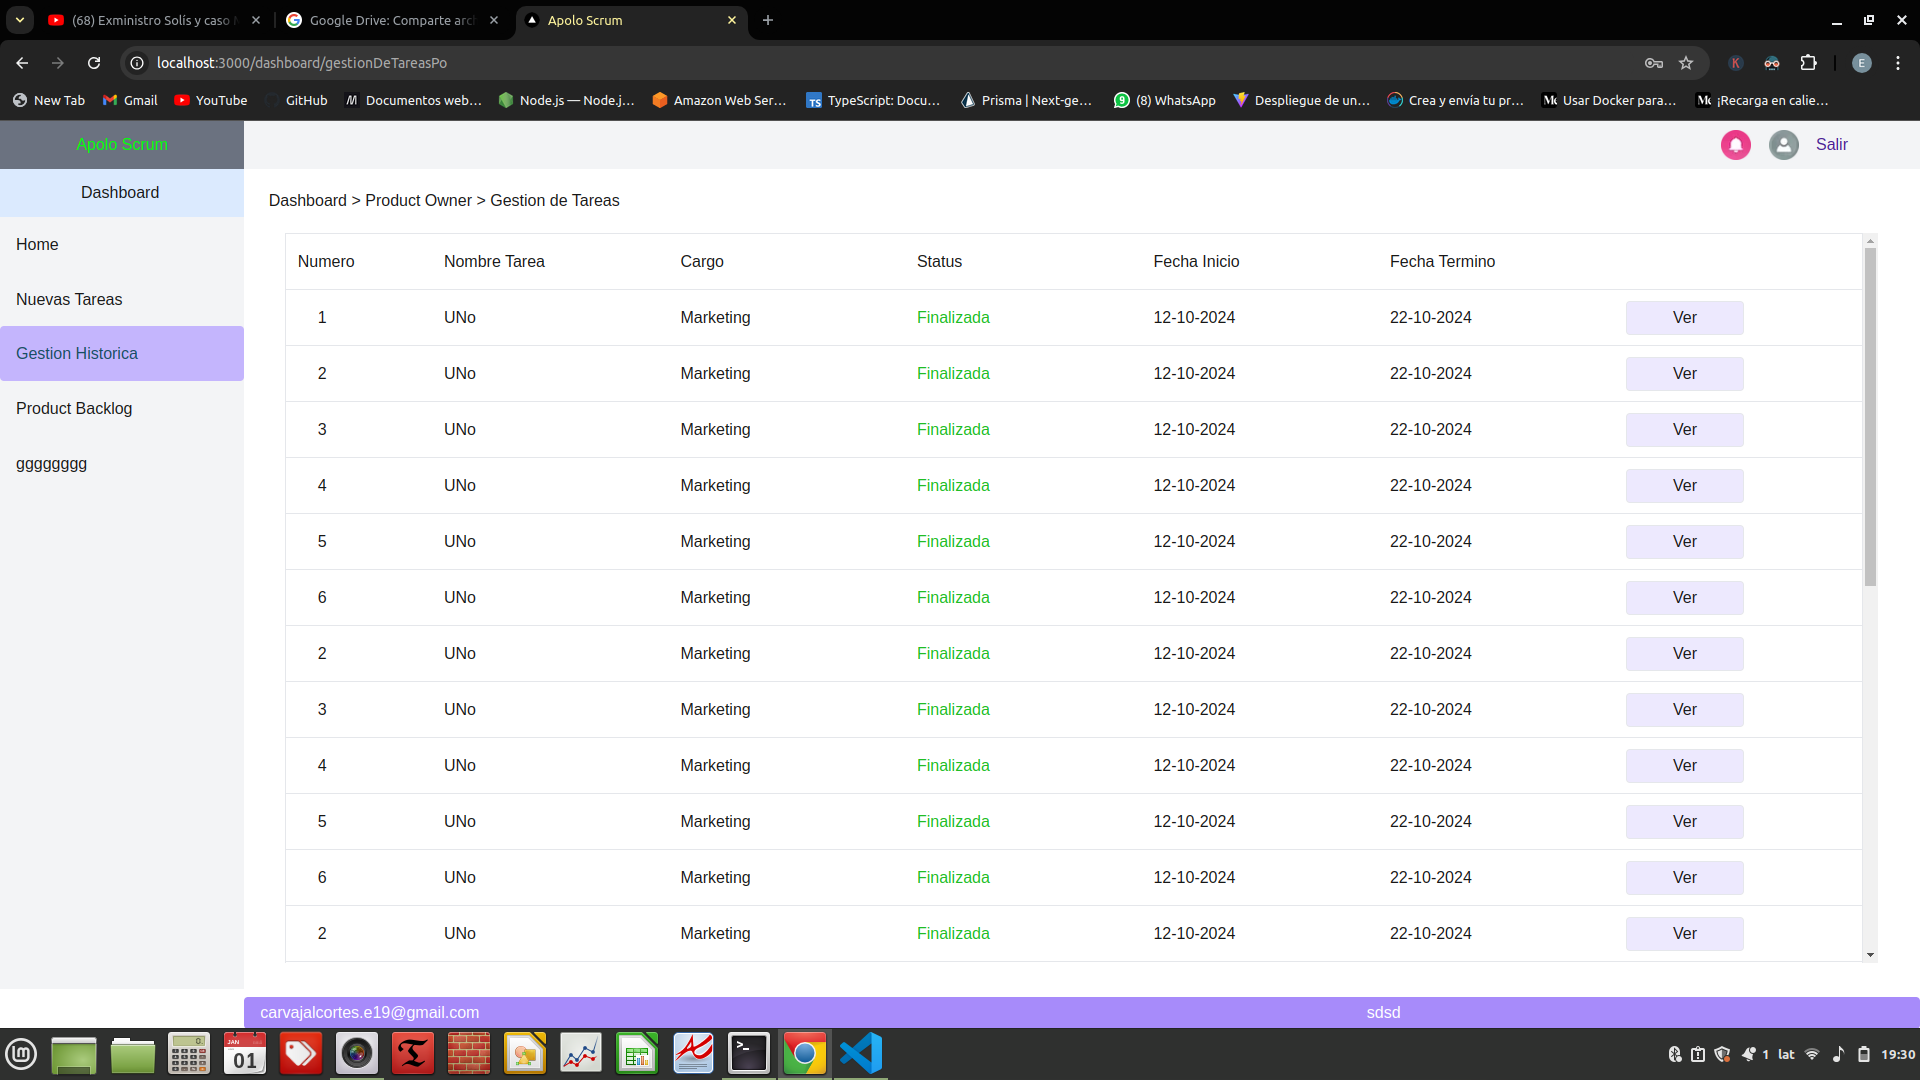 (68) Exministro Solís y caso
Google Drive: Comparte arc
Apolo Scrum
localhost:3000/dashboard/gestionDeTareasPo
E
New Tab
Gmail
YouTube
GitHub
Documentos web…
Node.js — Node.j…
Amazon Web Ser…
TS TypeScript: Docu…
Prisma | Next-ge…
9 (8) WhatsApp
Despliegue de un…
Crea y envía tu pr…
Usar Docker para…
¡Recarga en calie…
Apolo Scrum
Salir
Dashboard
Dashboard > Product Owner > Gestion de Tareas
Home
Nuevas Tareas
Gestion Historica
Product Backlog
gggggggg
Numero Nombre Tarea Cargo Status Fecha Inicio Fecha Termino
1 UNo Marketing Finalizada 12-10-2024 22-10-2024 Ver
2 UNo Marketing Finalizada 12-10-2024 22-10-2024 Ver
3 UNo Marketing Finalizada 12-10-2024 22-10-2024 Ver
4 UNo Marketing Finalizada 12-10-2024 22-10-2024 Ver
5 UNo Marketing Finalizada 12-10-2024 22-10-2024 Ver
6 UNo Marketing Finalizada 12-10-2024 22-10-2024 Ver
2 UNo Marketing Finalizada 12-10-2024 22-10-2024 Ver
3 UNo Marketing Finalizada 12-10-2024 22-10-2024 Ver
4 UNo Marketing Finalizada 12-10-2024 22-10-2024 Ver
5 UNo Marketing Finalizada 12-10-2024 22-10-2024 Ver
6 UNo Marketing Finalizada 12-10-2024 22-10-2024 Ver
2 UNo Marketing Finalizada 12-10-2024 22-10-2024 Ver
carvajalcortes.e19@gmail.com sdsd
JAN
01
1 lat 19:30